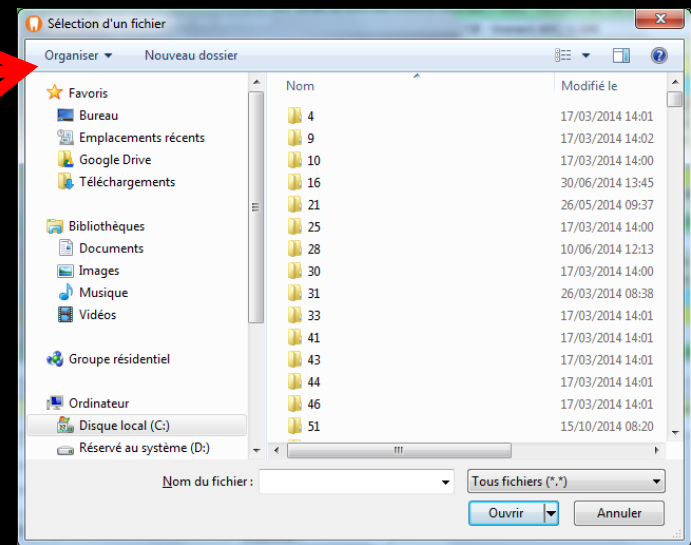 Sélection d'un fichier
Organiser Nouveau dossier
Favoris
Bureau
Emplacements récents
Google Drive
Téléchargements
Bibliothèques
Documents
Images
Musique
Vidéos
Groupe résidentiel
Ordinateur
Disque local (C:)
Réservé au système (D:)
Nom Modifié le
4 17/03/2014 14:01
9 17/03/2014 14:02
10 17/03/2014 14:00
16 30/06/2014 13:45
21 26/05/2014 09:37
25 17/03/2014 14:00
28 10/06/2014 12:13
30 17/03/2014 14:00
31 26/03/2014 08:38
33 17/03/2014 14:01
41 17/03/2014 14:01
43 17/03/2014 14:01
44 17/03/2014 14:01
46 17/03/2014 14:01
51 15/10/2014 08:20
Nom du fichier : Tous fichiers (*.*)
Ouvrir Annuler